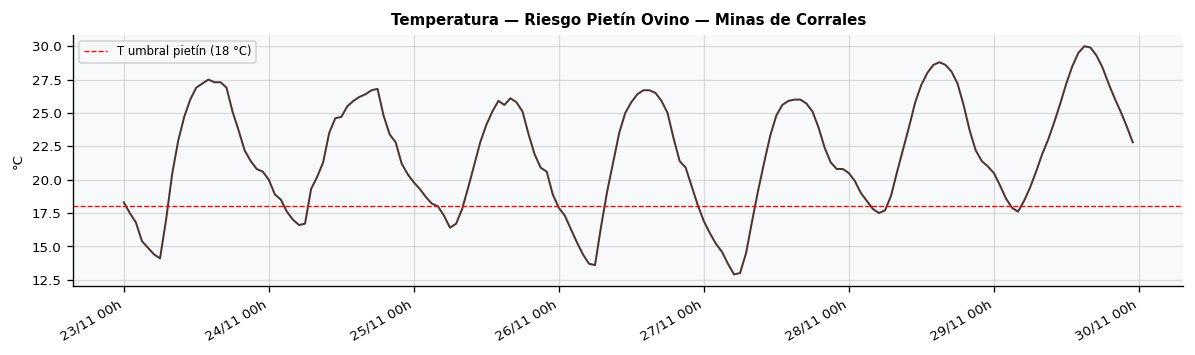 Temperatura — Riesgo Pietín Ovino — Minas de Corrales
T umbral pietín (18 °C)
°C
30.0
27.5
25.0
22.5
20.0
17.5
15.0
12.5
23/11 00h
24/11 00h
25/11 00h
26/11 00h
27/11 00h
28/11 00h
29/11 00h
30/11 00h